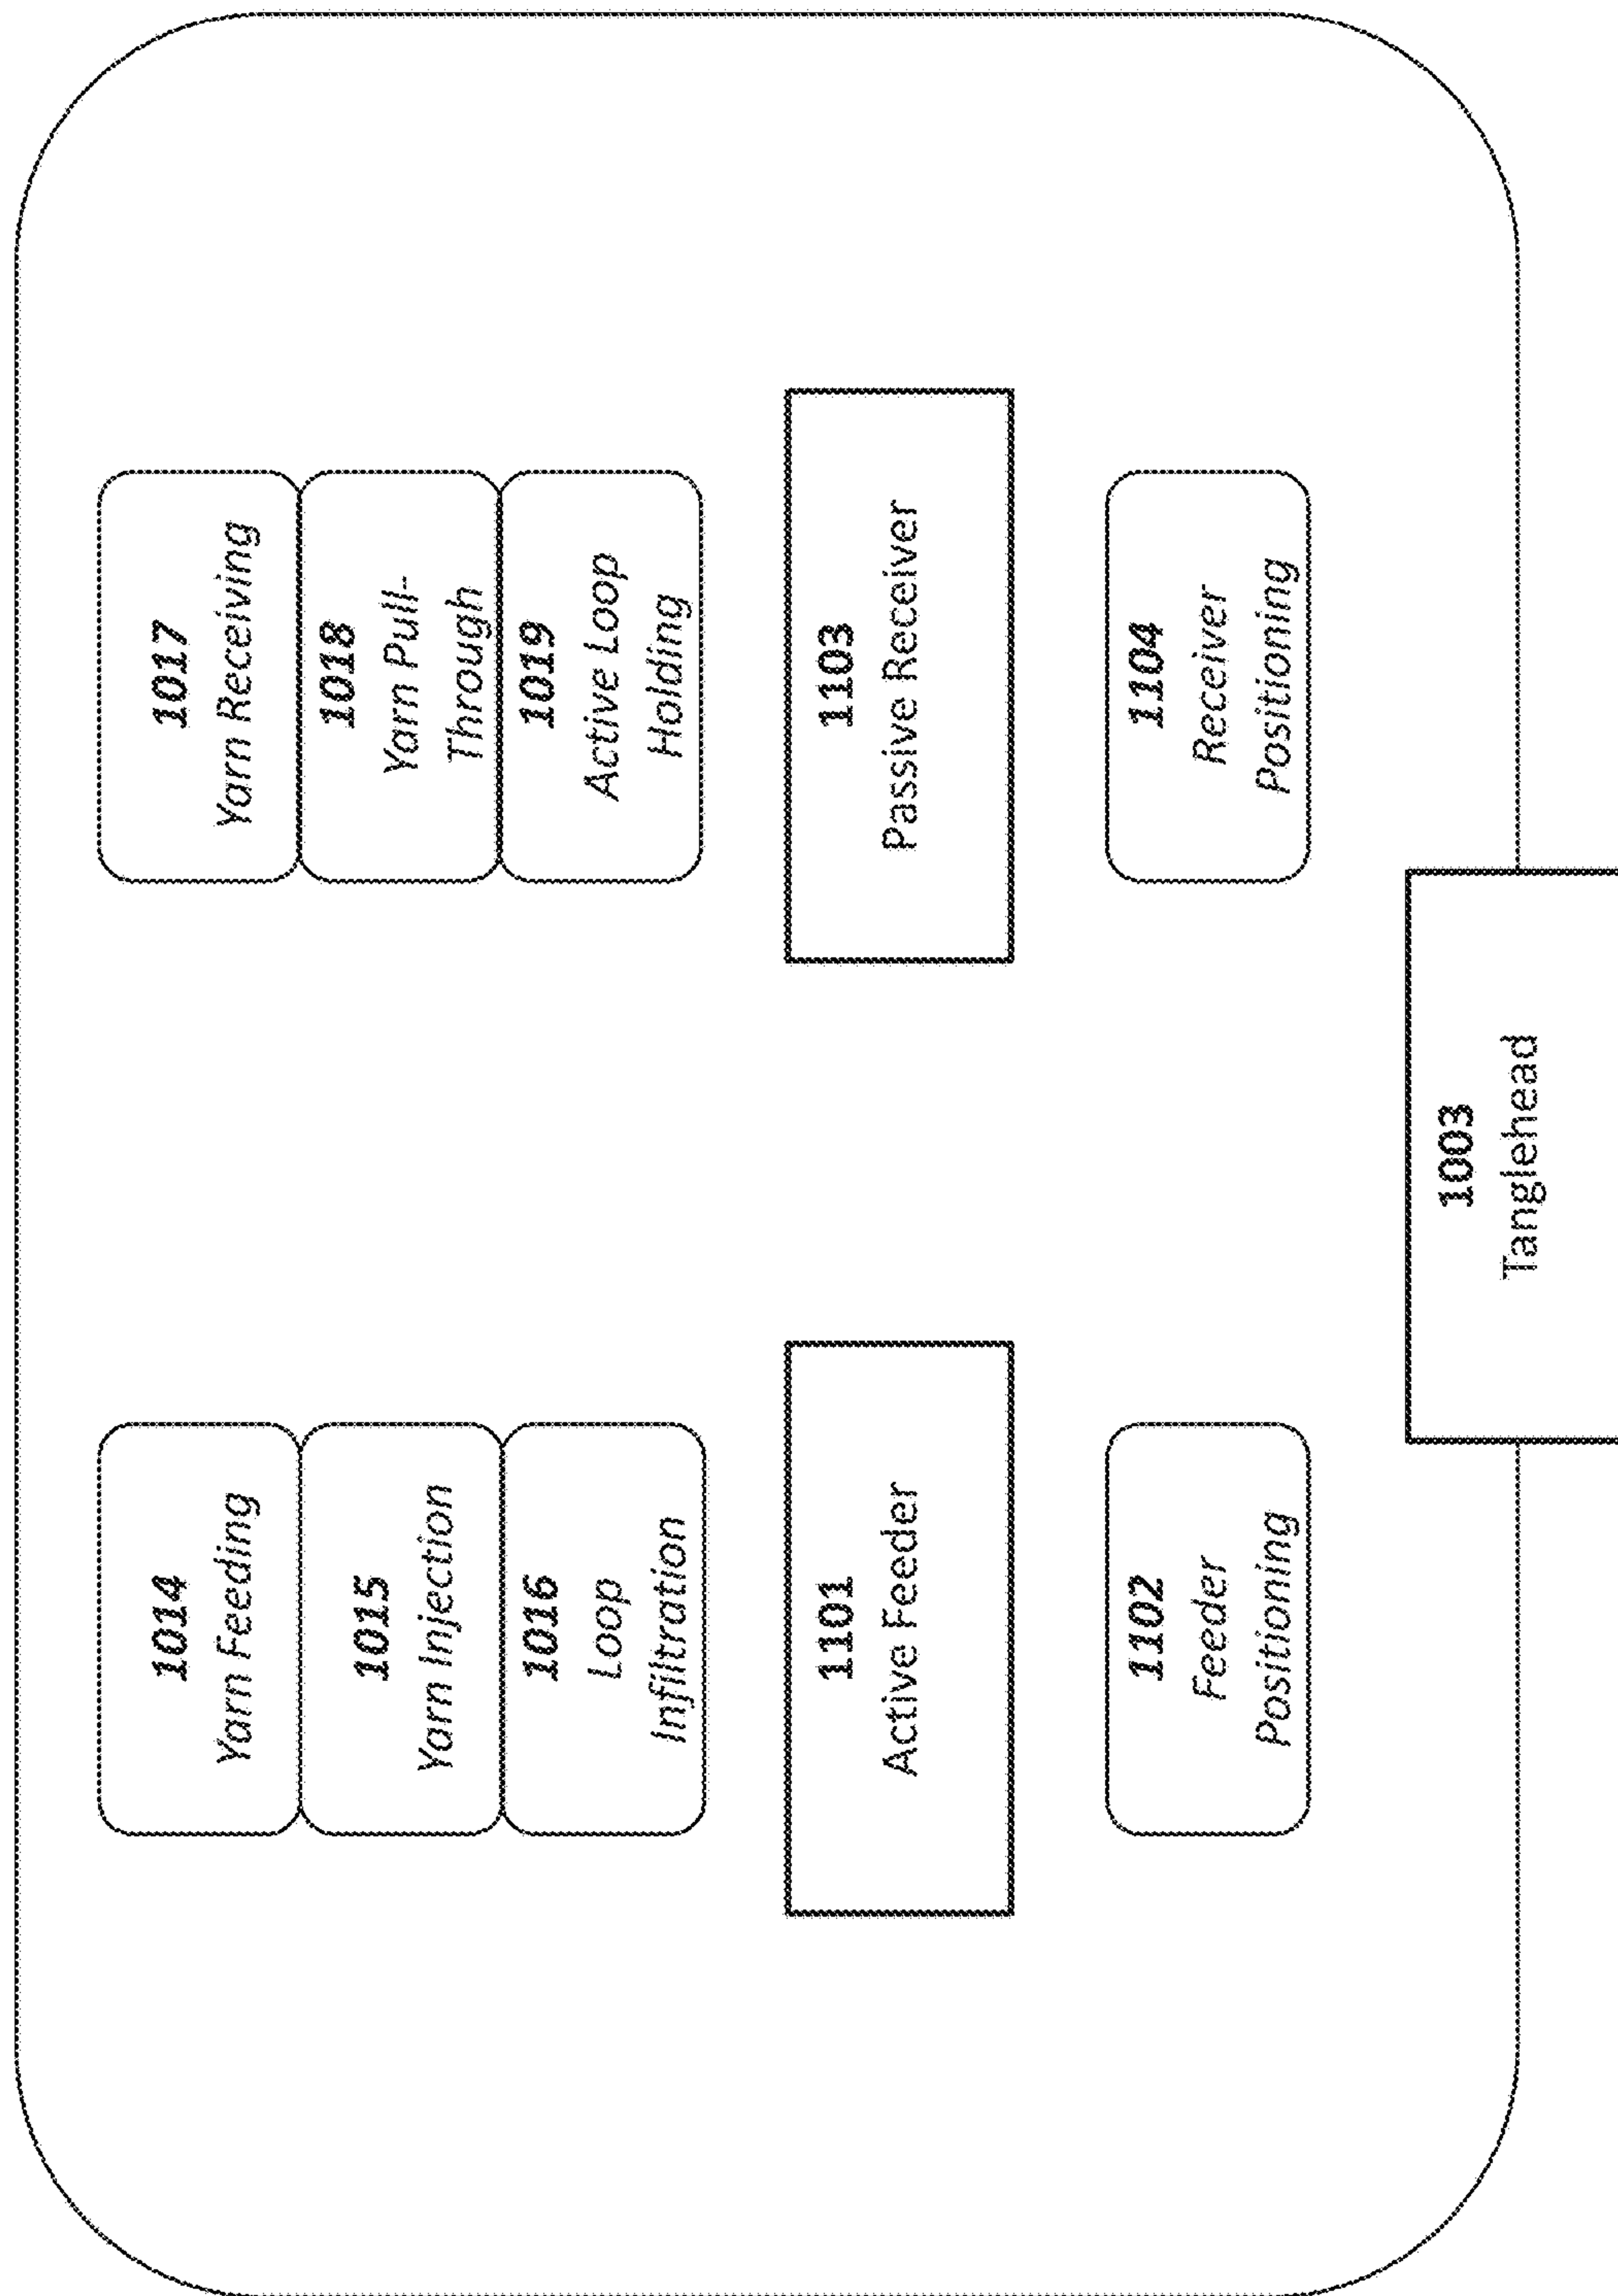 1014
Yarn Feeding
1015
Yarn Injection
1016
Loop
Infiltration
1101
Active Feeder
1102
Feeder
Positioning
1017
Yarn Receiving
1018
Yarn Pull-
Through
1019
Active Loop
Holding
1103
Passive Receiver
1104
Receiver
Positioning
1003
Tanglehead